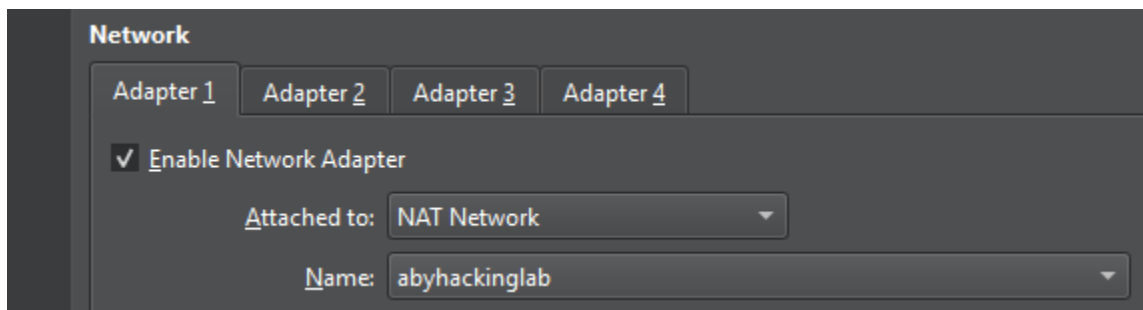 Network
Adapter 1 Adapter 2 Adapter 3 Adapter 4
Enable Network Adapter
Attached to: NAT Network
Name: abyhackinglab